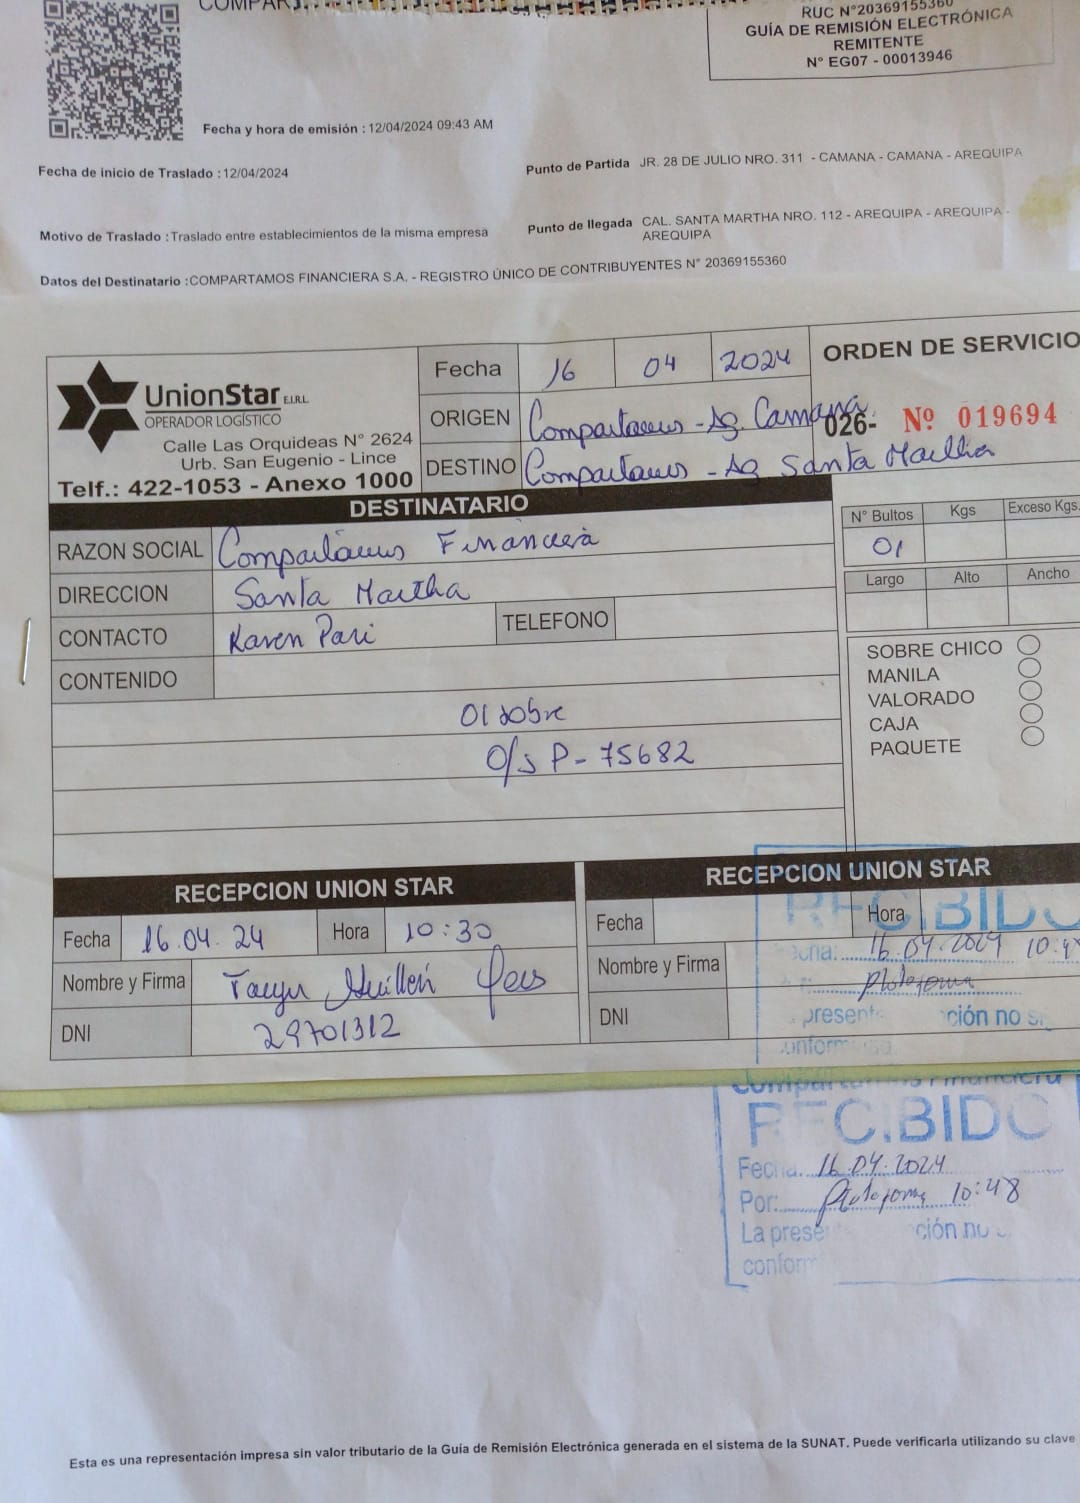 RUC N°20369155360
GUÍA DE REMISIÓN ELECTRÓNICA
REMITENTE
N° EG07 - 00013946
Fecha y hora de emisión : 12/04/2024 09:43 AM
Fecha de inicio de Traslado : 12/04/2024
Punto de Partida JR. 28 DE JULIO NRO. 311 - CAMANA - CAMANA - AREQUIPA
Motivo de Traslado : Traslado entre establecimientos de la misma empresa
Punto de llegada CAL. SANTA MARTHA NRO. 112 - AREQUIPA - AREQUIPA -
AREQUIPA
Datos del Destinatario : COMPARTAMOS FINANCIERA S.A. - REGISTRO ÚNICO DE CONTRIBUYENTES N° 20369155360
UnionStar E.I.R.L.
OPERADOR LOGÍSTICO
Calle Las Orquideas N° 2624
Urb. San Eugenio - Lince
Telf.: 422-1053 - Anexo 1000
Fecha 16 04 2024
ORIGEN Compartamos - Ag. Camaná
DESTINO Compartamos - Ag Santa Martha
ORDEN DE SERVICIO
026- Nº 019694
DESTINATARIO
RAZON SOCIAL Compartamos Financiera
DIRECCION Santa Martha
CONTACTO Karen Pari TELEFONO
CONTENIDO
01 sobre
O/S P-75682
N° Bultos Kgs Exceso Kgs.
01
Largo Alto Ancho
SOBRE CHICO
MANILA
VALORADO
CAJA
PAQUETE
RECEPCION UNION STAR
Fecha 16.04.24 Hora 10:30
Nombre y Firma Guillén
DNI 29701312
RECEPCION UNION STAR
Fecha Hora
Nombre y Firma
DNI
RECIBIDO
16.04.2024
Plataforma
RECIBIDO
Fecha. 16.04.2024
Por: Plataforma 10:48
Esta es una representación impresa sin valor tributario de la Guía de Remisión Electrónica generada en el sistema de la SUNAT. Puede verificarla utilizando su clave